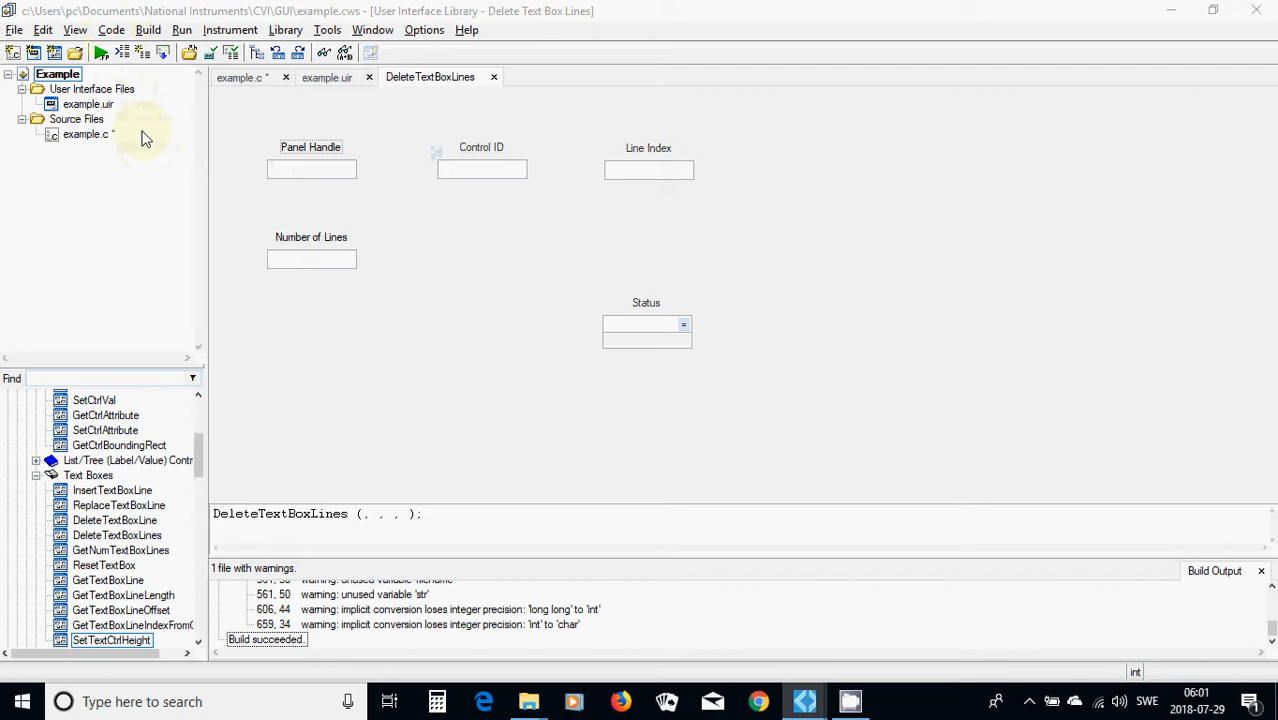 c:\Users\pc\Documents\National Instruments\CVI\GUI\example.cws - [User Interface Library - Delete Text Box Lines]
File Edit View Code Build Run Instrument Library Tools Window Options Help
Example
User Interface Files
example.uir
Source Files
example.c *
example.c * example.uir DeleteTextBoxLines
Panel Handle Control ID Line Index
Number of Lines
Status
Find
SetCtrlVal
GetCtrlAttribute
SetCtrlAttribute
GetCtrlBoundingRect
List/Tree (Label/Value) Contr
Text Boxes
InsertTextBoxLine
ReplaceTextBoxLine
DeleteTextBoxLine
DeleteTextBoxLines
GetNumTextBoxLines
ResetTextBox
GetTextBoxLine
GetTextBoxLineLength
GetTextBoxLineOffset
GetTextBoxLineIndexFromO
SetTextCtrlHeight
DeleteTextBoxLines (, , , );
1 file with warnings.
Build Output
561, 50 warning: unused variable 'str'
606, 44 warning: implicit conversion loses integer precision: 'long long' to 'int'
659, 34 warning: implicit conversion loses integer precision: 'int' to 'char'
Build succeeded.
int
Type here to search
SWE
06:01
2018-07-29
1